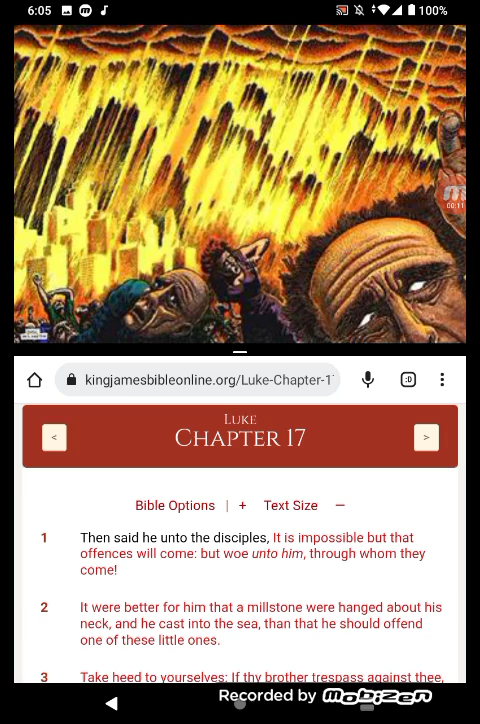 6:05
100%
00:11
kingjamesbibleonline.org/Luke-Chapter-1
:D
LUKE
< CHAPTER 17 >
Bible Options | + Text Size —
1 Then said he unto the disciples, It is impossible but that
offences will come: but woe unto him, through whom they
come!
2 It were better for him that a millstone were hanged about his
neck, and he cast into the sea, than that he should offend
one of these little ones.
3 Take heed to yourselves: If thy brother trespass against thee,
Recorded by Mobizen